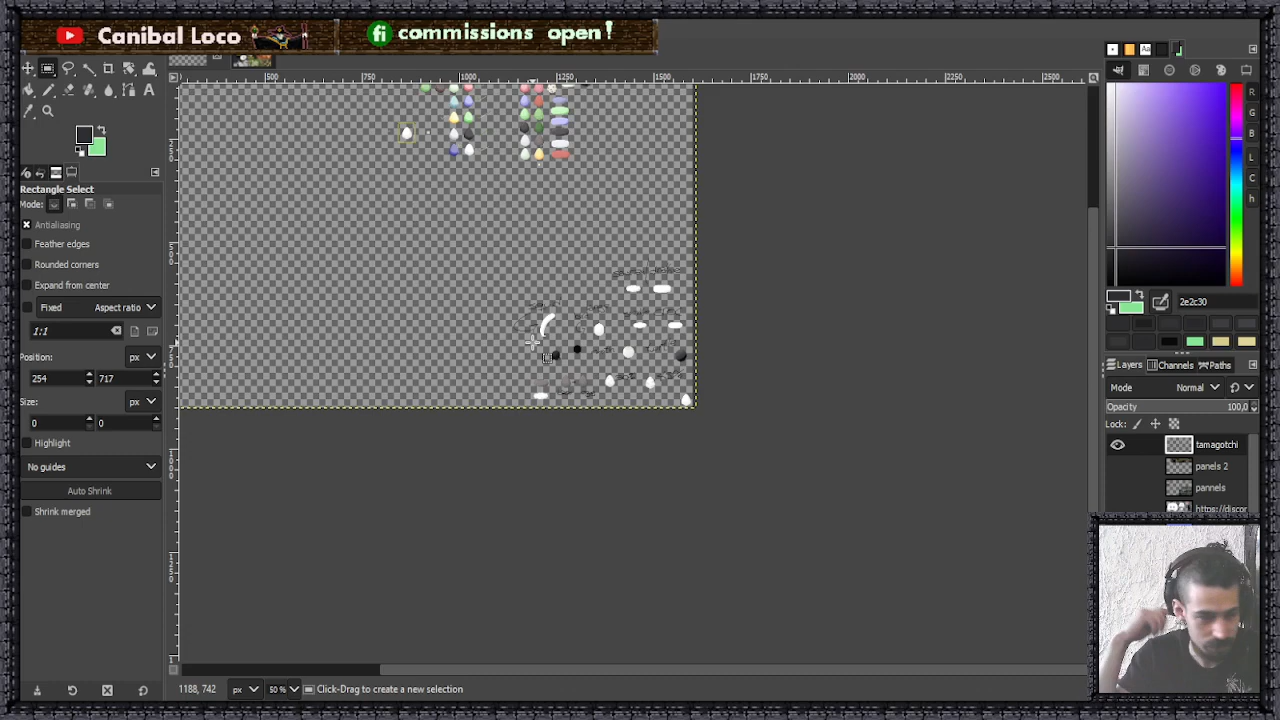 Canibal Loco
fi commissions open!
500
750
1000
1250
1500
1750
2000
2250
2500
Rectangle Select
Mode:
Antialiasing
Feather edges
Rounded corners
Expand from center
Fixed Aspect ratio
1:1
Position: px
254 717
Size: px
0 0
Highlight
No guides
Auto Shrink
Shrink merged
R
G
B
L
C
h
2e2c30
Layers Channels Paths
Mode Normal
Opacity 100,0
Lock:
tamagotchi
panels 2
pannels
https://discor
1188, 742 px 50 % Click-Drag to create a new selection